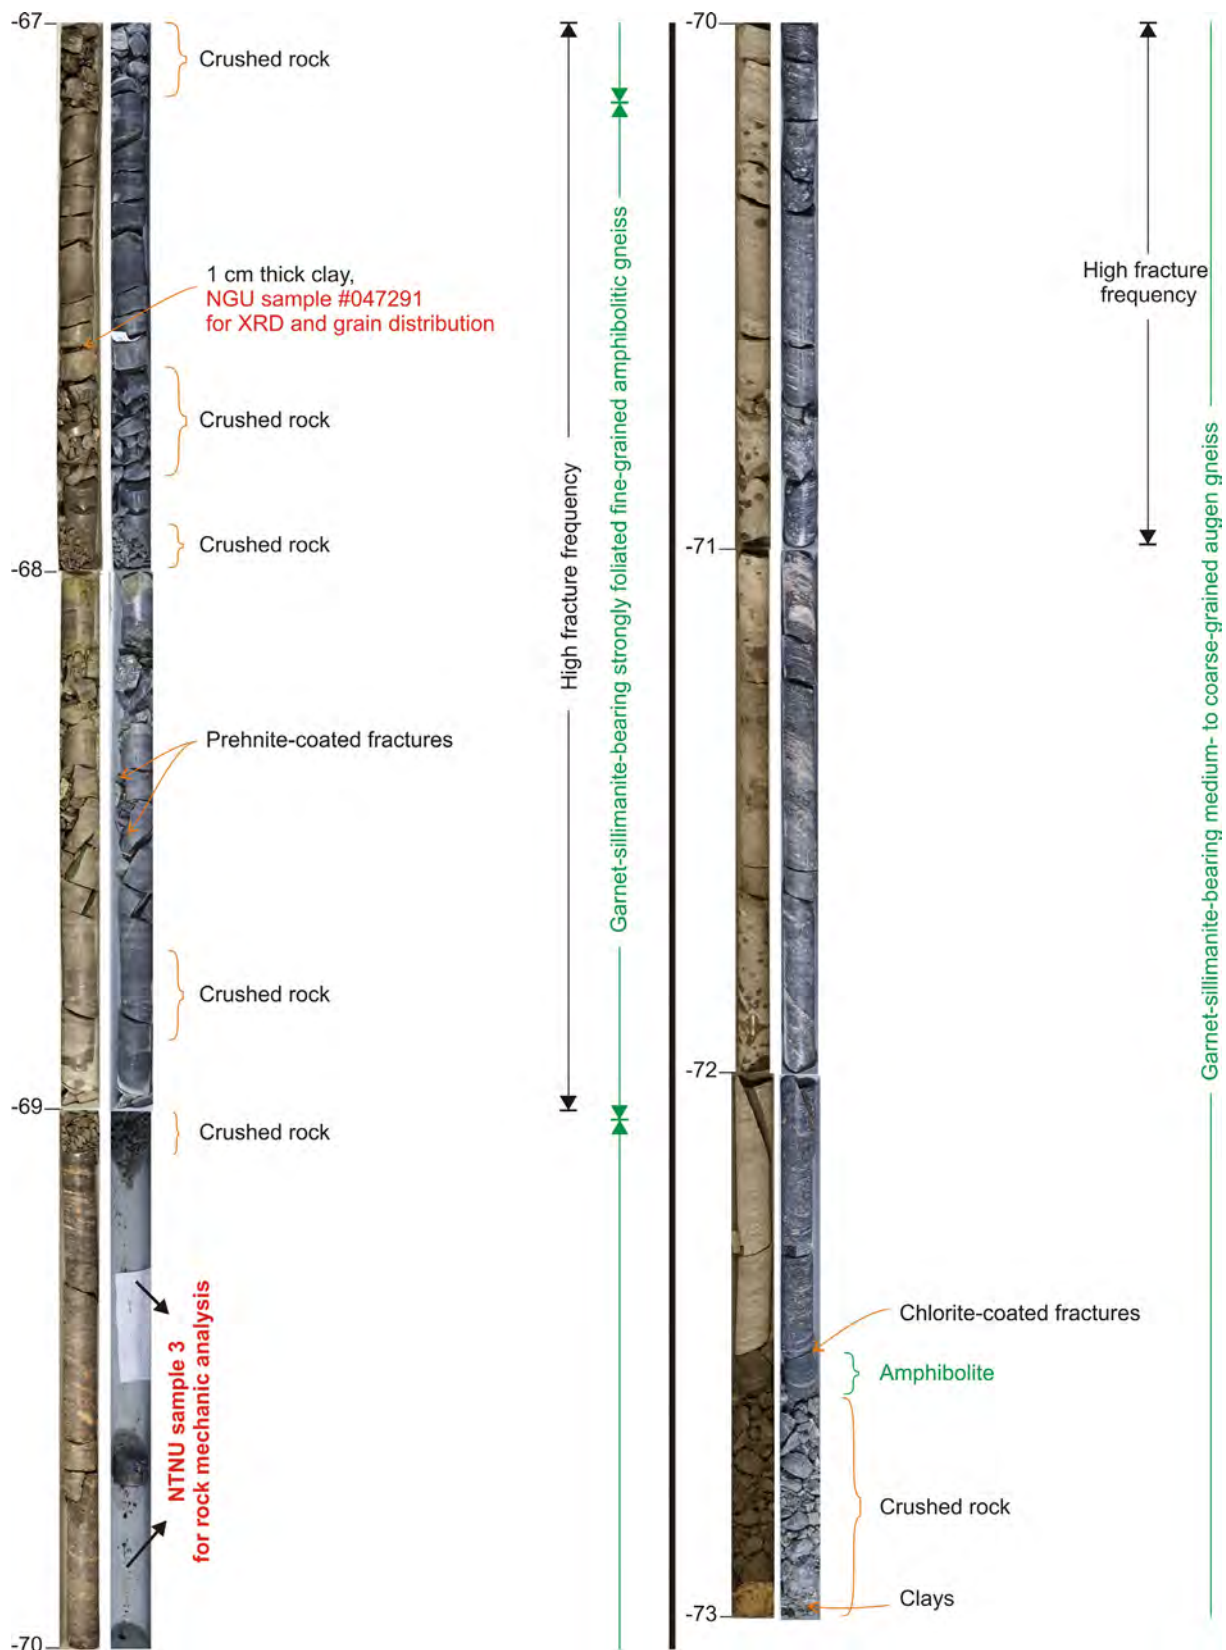 -67
Crushed rock
1 cm thick clay,
NGU sample #047291
for XRD and grain distribution
Crushed rock
Crushed rock
-68
Prehnite-coated fractures
Crushed rock
-69
Crushed rock
NTNU sample 3
for rock mechanic analysis
-70
High fracture frequency
Garnet-sillimanite-bearing strongly foliated fine-grained amphibolitic gneiss
-70
High fracture
frequency
-71
-72
Chlorite-coated fractures
Amphibolite
Crushed rock
Clays
-73
Garnet-sillimanite-bearing medium- to coarse-grained augen gneiss